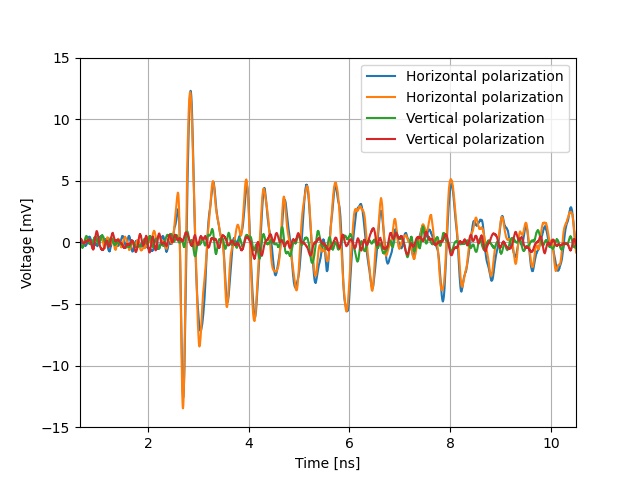 15
10
5
0
−5
−10
−15
Voltage [mV]
Horizontal polarization
Horizontal polarization
Vertical polarization
Vertical polarization
2 4 6 8 10
Time [ns]